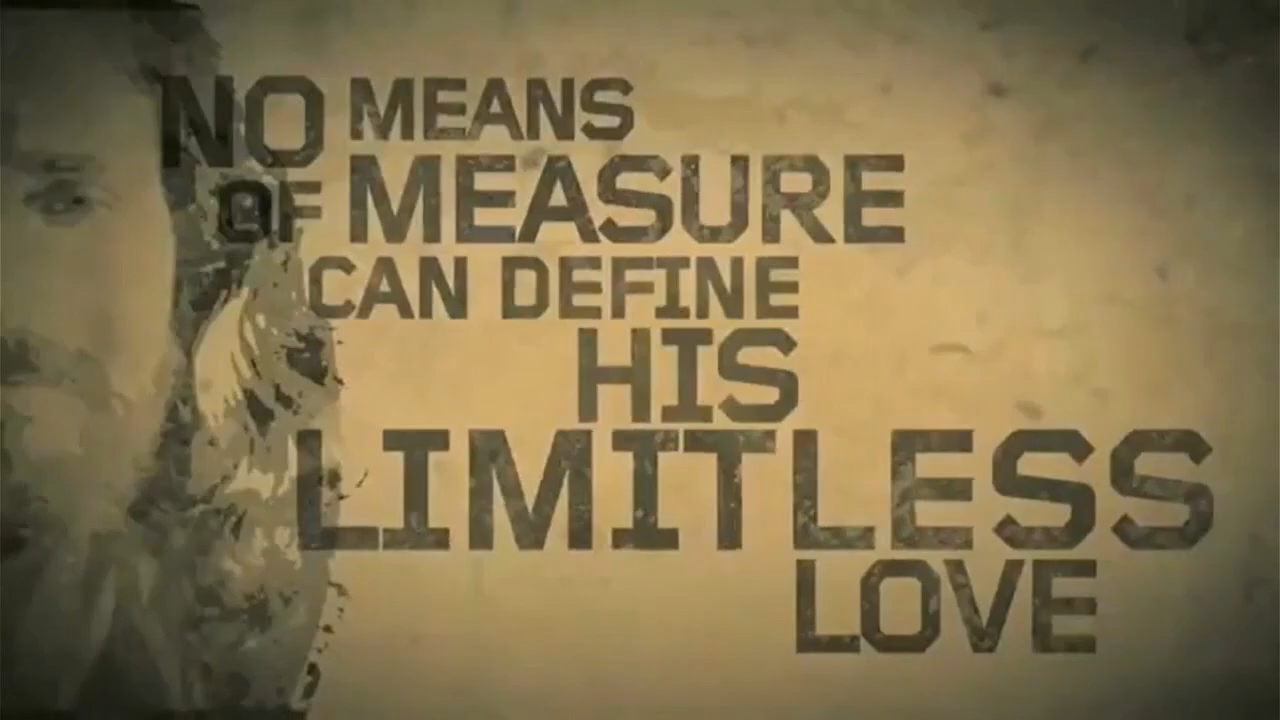 NO MEANS
OF MEASURE
CAN DEFINE
HIS
LIMITLESS
LOVE